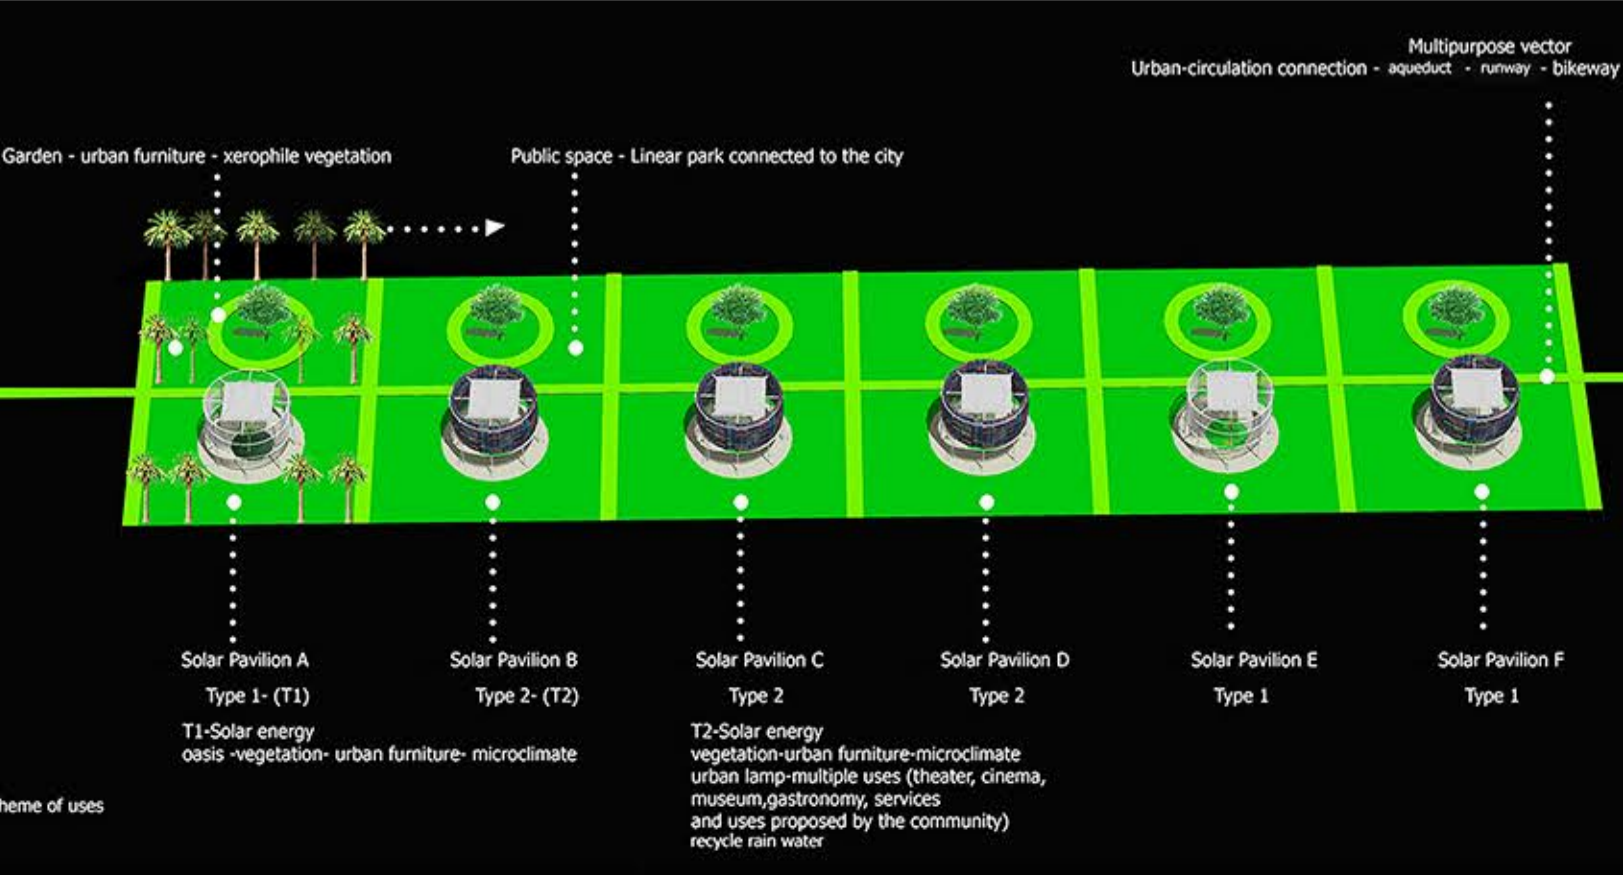 Multipurpose vector
Urban-circulation connection - aqueduct - runway - bikeway
Garden - urban furniture - xerophile vegetation
Public space - Linear park connected to the city
Solar Pavilion A
Type 1- (T1)
T1-Solar energy
oasis -vegetation- urban furniture- microclimate
Solar Pavilion B
Type 2- (T2)
Solar Pavilion C
Type 2
T2-Solar energy
vegetation-urban furniture-microclimate
urban lamp-multiple uses (theater, cinema,
museum,gastronomy, services
and uses proposed by the community)
recycle rain water
Solar Pavilion D
Type 2
Solar Pavilion E
Type 1
Solar Pavilion F
Type 1
heme of uses